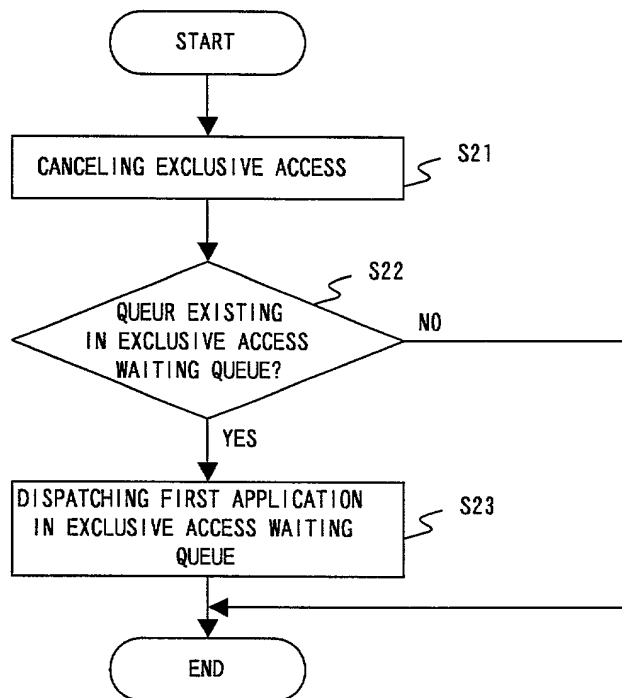 START
CANCELING EXCLUSIVE ACCESS
S21
S22
QUEUR EXISTING
IN EXCLUSIVE ACCESS
WAITING QUEUE?
NO
YES
DISPATCHING FIRST APPLICATION
IN EXCLUSIVE ACCESS WAITING
QUEUE
S23
END